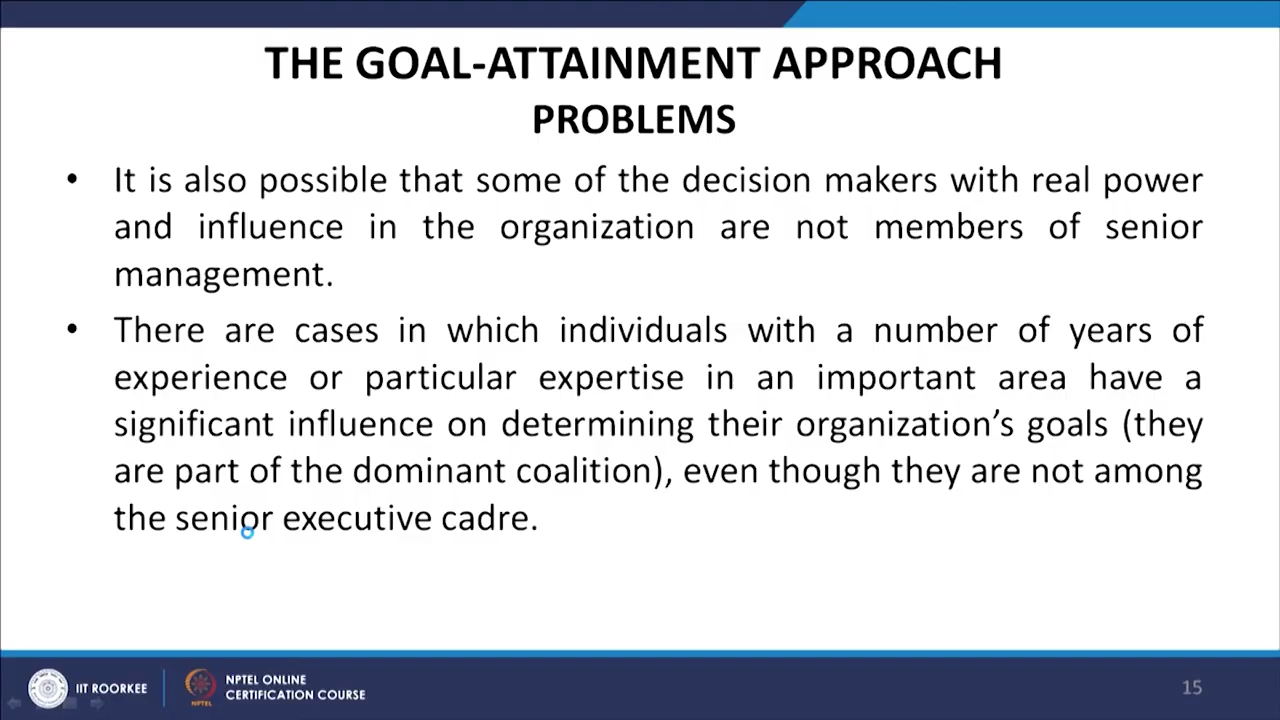 THE GOAL-ATTAINMENT APPROACH
PROBLEMS
• It is also possible that some of the decision makers with real power
and influence in the organization are not members of senior
management.
• There are cases in which individuals with a number of years of
experience or particular expertise in an important area have a
significant influence on determining their organization’s goals (they
are part of the dominant coalition), even though they are not among
the senior executive cadre.
IIT ROORKEE
NPTEL
NPTEL ONLINE
CERTIFICATION COURSE
15